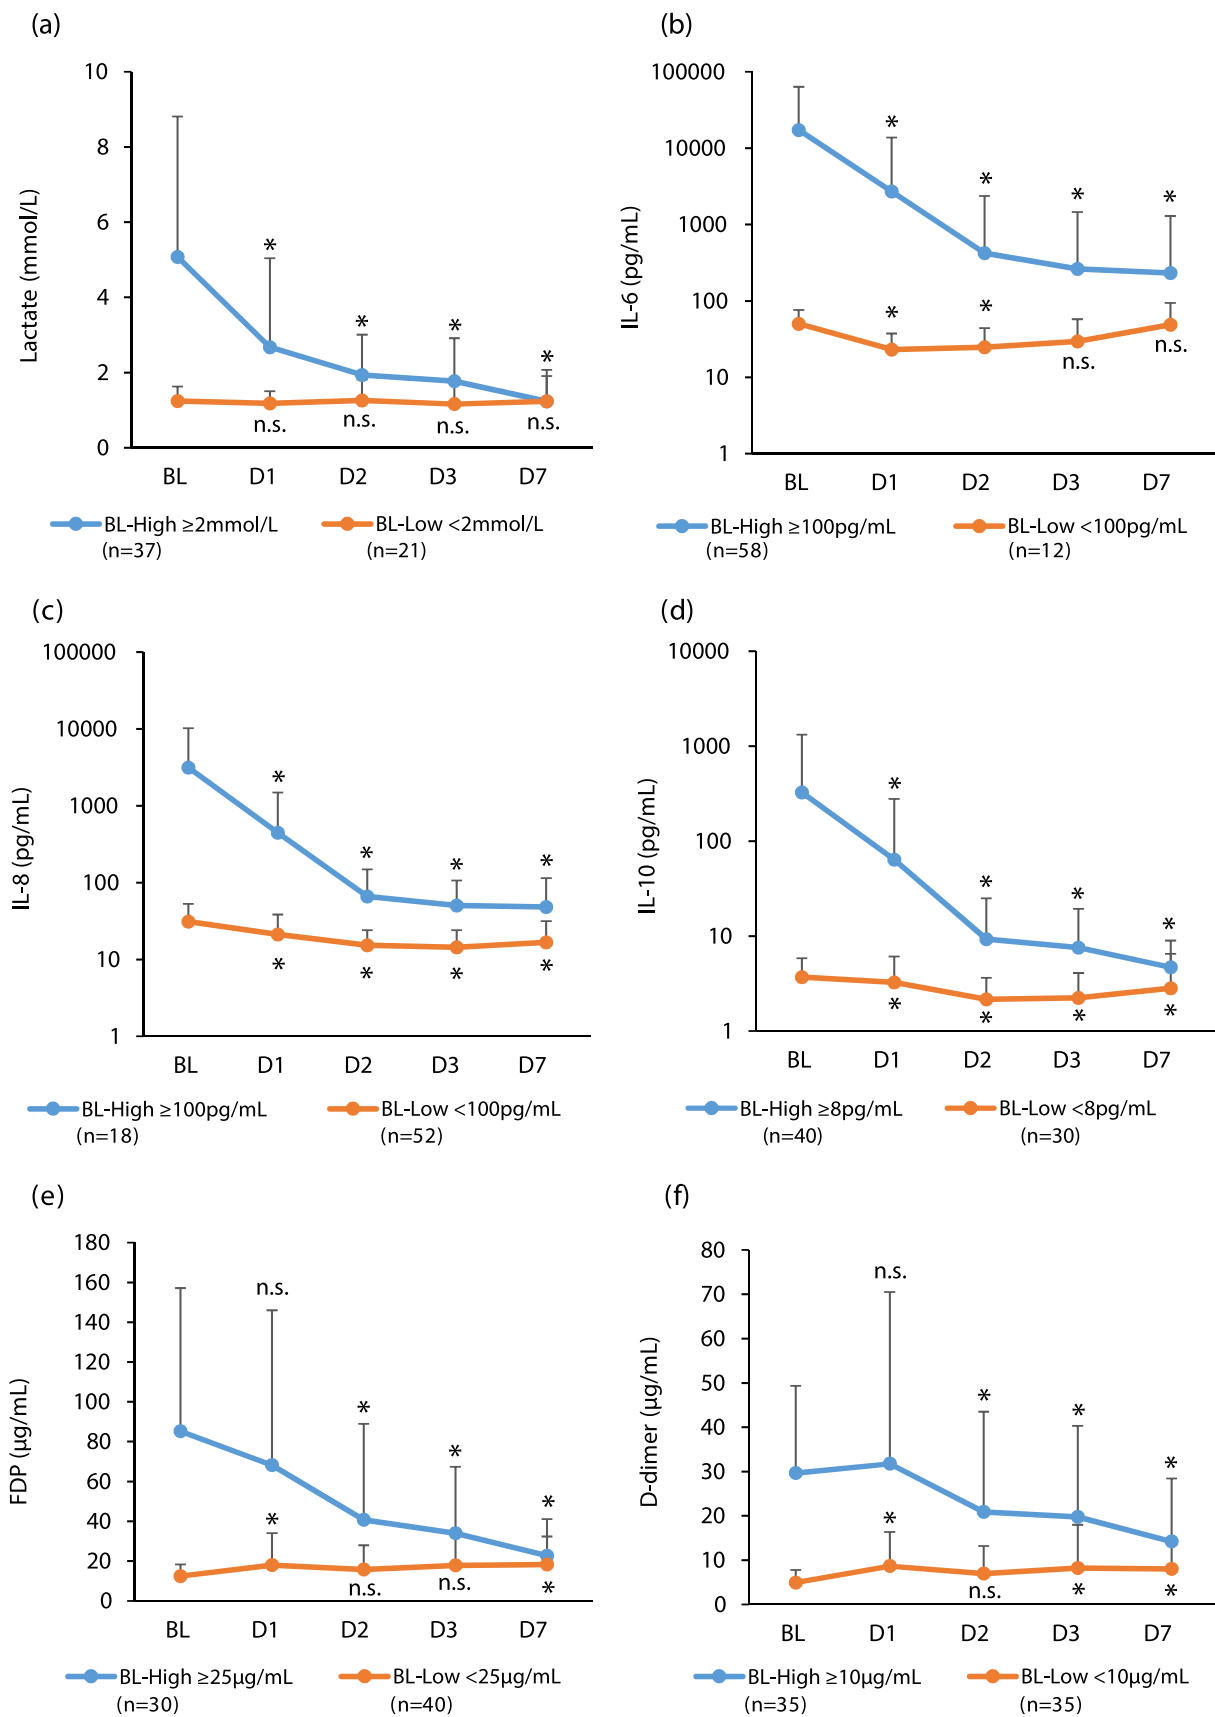 (a)
10
8
6
4
2
0
Lactate (mmol/L)
*
*
*
*
n.s.
n.s.
n.s.
n.s.
BL D1 D2 D3 D7
BL-High ≥2mmol/L BL-Low <2mmol/L
(n=37) (n=21)
(b)
100000
10000
1000
100
10
1
IL-6 (pg/mL)
*
*
*
*
*
*
n.s.
n.s.
BL D1 D2 D3 D7
BL-High ≥100pg/mL BL-Low <100pg/mL
(n=58) (n=12)
(c)
100000
10000
1000
100
10
1
IL-8 (pg/mL)
*
*
*
*
*
*
*
*
BL D1 D2 D3 D7
BL-High ≥100pg/mL BL-Low <100pg/mL
(n=18) (n=52)
(d)
10000
1000
100
10
1
IL-10 (pg/mL)
*
*
*
*
*
*
*
*
BL D1 D2 D3 D7
BL-High ≥8pg/mL BL-Low <8pg/mL
(n=40) (n=30)
(e)
180
160
140
120
100
80
60
40
20
0
FDP (μg/mL)
n.s.
*
*
*
*
n.s.
n.s.
*
BL D1 D2 D3 D7
BL-High ≥25μg/mL BL-Low <25μg/mL
(n=30) (n=40)
(f)
80
70
60
50
40
30
20
10
0
D-dimer (μg/mL)
n.s.
*
*
*
*
n.s.
*
*
BL D1 D2 D3 D7
BL-High ≥10μg/mL BL-Low <10μg/mL
(n=35) (n=35)